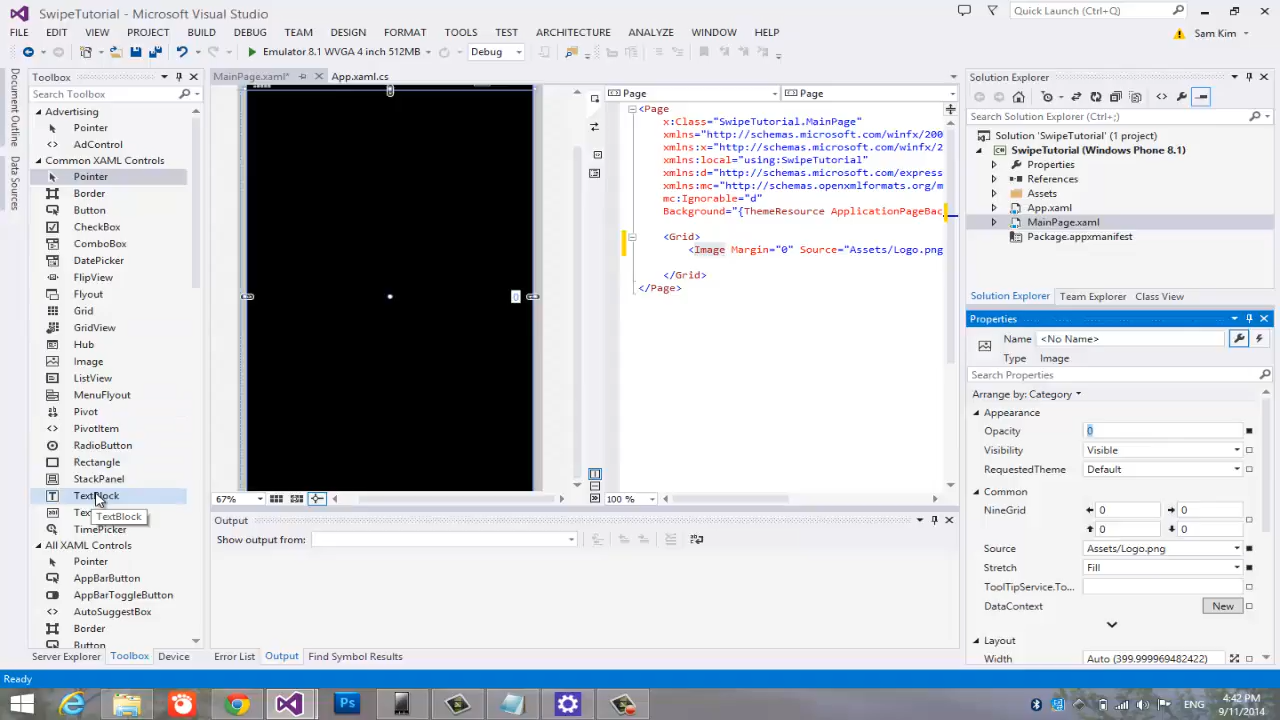 SwipeTutorial - Microsoft Visual Studio
Quick Launch (Ctrl+Q)
FILE EDIT VIEW PROJECT BUILD DEBUG TEAM DESIGN FORMAT TOOLS TEST ARCHITECTURE ANALYZE WINDOW HELP
Sam Kim
Emulator 8.1 WVGA 4 inch 512MB
Debug
Document Outline
Data Sources
Toolbox
Search Toolbox
Advertising
Pointer
AdControl
Common XAML Controls
Pointer
Border
Button
CheckBox
ComboBox
DatePicker
FlipView
Flyout
Grid
GridView
Hub
Image
ListView
MenuFlyout
Pivot
PivotItem
RadioButton
Rectangle
StackPanel
TextBlock
TextBlock
TimePicker
All XAML Controls
Pointer
AppBarButton
AppBarToggleButton
AutoSuggestBox
Border
Button
Server Explorer Toolbox Device
MainPage.xaml*
App.xaml.cs
0
67%
Page
Page
<Page
x:Class="SwipeTutorial.MainPage"
xmlns="http://schemas.microsoft.com/winfx/200
xmlns:x="http://schemas.microsoft.com/winfx/2
xmlns:local="using:SwipeTutorial"
xmlns:d="http://schemas.microsoft.com/express
xmlns:mc="http://schemas.openxmlformats.org/m
mc:Ignorable="d"
Background="{ThemeResource ApplicationPageBac
<Grid>
<Image Margin="0" Source="Assets/Logo.png
</Grid>
</Page>
100 %
Output
Show output from:
Error List Output Find Symbol Results
Solution Explorer
Search Solution Explorer (Ctrl+;)
Solution 'SwipeTutorial' (1 project)
SwipeTutorial (Windows Phone 8.1)
Properties
References
Assets
App.xaml
MainPage.xaml
Package.appxmanifest
Solution Explorer Team Explorer Class View
Properties
Name <No Name>
Type Image
Search Properties
Arrange by: Category
Appearance
Opacity 0
Visibility Visible
RequestedTheme Default
Common
NineGrid 0 0
0 0
Source Assets/Logo.png
Stretch Fill
ToolTipService.To...
DataContext New
Layout
Width Auto (399.999969482422)
Ready
Ps
ENG
4:42 PM
9/11/2014